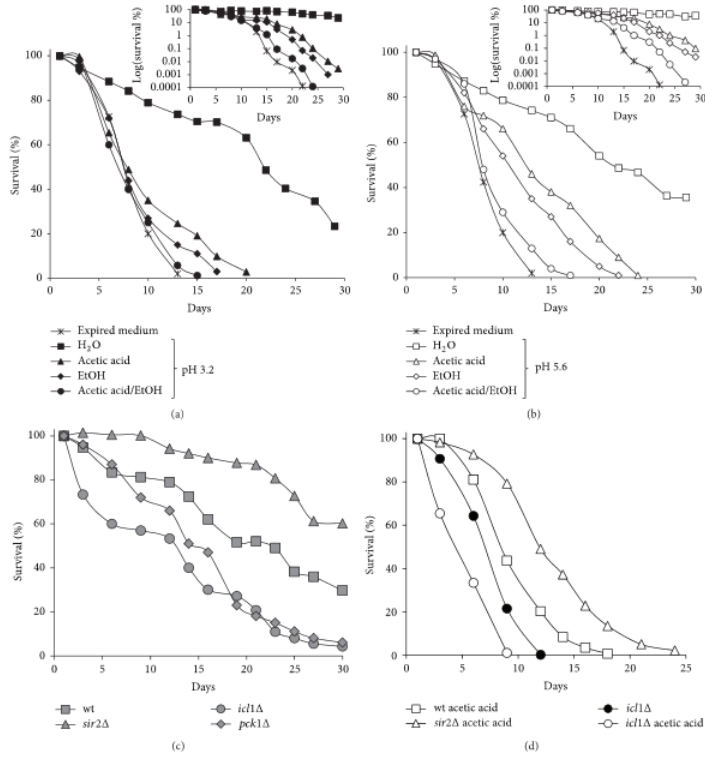 100
10
1
0.1
0.01
0.001
0.0001
Log(survival %)
1 5 10 15 20 25 30
Days
100
80
60
40
20
0
Survival (%)
0 5 10 15 20 25 30
Days
Expired medium
H2O
Acetic acid
EtOH
Acetic acid/EtOH
pH 3.2
(a)
100
10
1
0.1
0.01
0.001
0.0001
Log(survival %)
0 5 10 15 20 25 30
Days
100
80
60
40
20
0
Survival (%)
0 5 10 15 20 25 30
Days
Expired medium
H2O
Acetic acid
EtOH
Acetic acid/EtOH
pH 5.6
(b)
100
80
60
40
20
0
Survival (%)
0 5 10 15 20 25 30
Days
wt
sir2Δ
icl1Δ
pck1Δ
(c)
100
80
60
40
20
0
Survival (%)
0 5 10 15 20 25
Days
wt acetic acid
sir2Δ acetic acid
icl1Δ
icl1Δ acetic acid
(d)